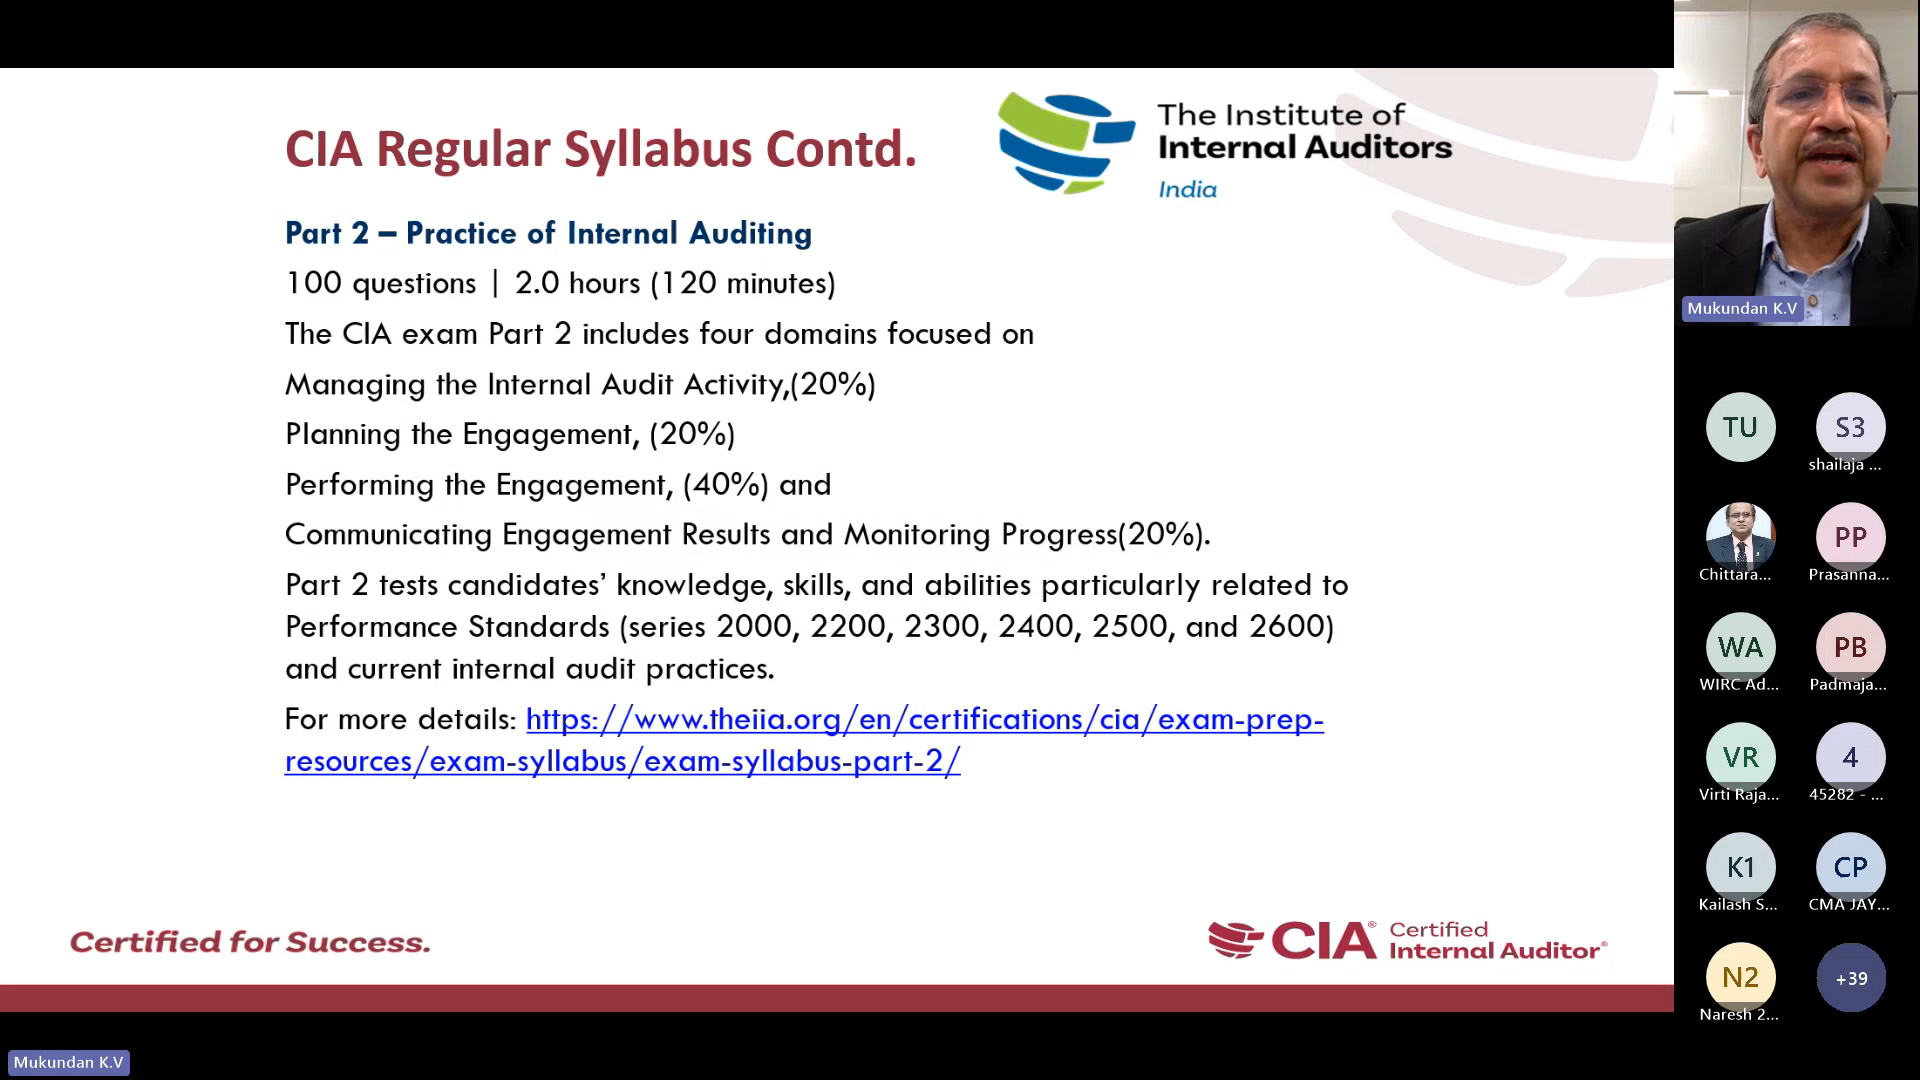 CIA Regular Syllabus Contd.
The Institute of
Internal Auditors
India
Part 2 – Practice of Internal Auditing
100 questions | 2.0 hours (120 minutes)
The CIA exam Part 2 includes four domains focused on
Managing the Internal Audit Activity,(20%)
Planning the Engagement, (20%)
Performing the Engagement, (40%) and
Communicating Engagement Results and Monitoring Progress(20%).
Part 2 tests candidates’ knowledge, skills, and abilities particularly related to
Performance Standards (series 2000, 2200, 2300, 2400, 2500, and 2600)
and current internal audit practices.
For more details: https://www.theiia.org/en/certifications/cia/exam-prep-
resources/exam-syllabus/exam-syllabus-part-2/
Certified for Success.
CIA® Certified
Internal Auditor®
Mukundan K.V
Mukundan K.V
TU
S3
shailaja ...
Chittara...
PP
Prasanna...
WA
WIRC Ad...
PB
Padmaja...
VR
Virti Raja...
4
45282 - ...
K1
Kailash S...
CP
CMA JAY...
N2
Naresh 2...
+39